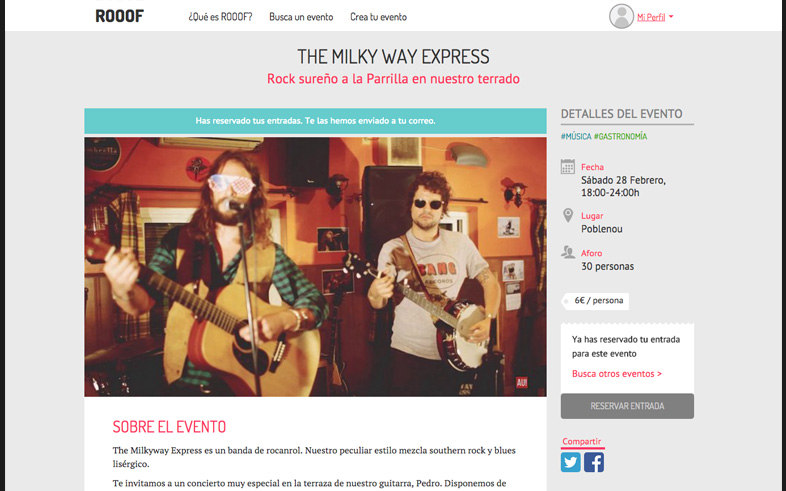 ROOOF
¿Qué es ROOOF?
Busca un evento
Crea tu evento
Mi Perfil
THE MILKY WAY EXPRESS
Rock sureño a la Parrilla en nuestro terrado
Has reservado tus entradas. Te las hemos enviado a tu correo.
BANG
RECORDS
AU!
SOBRE EL EVENTO
The Milkyway Express es un banda de rocanrol. Nuestro peculiar estilo mezcla southern rock y blues
lisérgico.
Te invitamos a un concierto muy especial en la terraza de nuestro guitarra, Pedro. Disponemos de
DETALLES DEL EVENTO
#MÚSICA #GASTRONOMÍA
Fecha
Sábado 28 Febrero,
18:00-24:00h
Lugar
Poblenou
Aforo
30 personas
6€ / persona
Ya has reservado tu entrada
para este evento
Busca otros eventos >
RESERVAR ENTRADA
Compartir